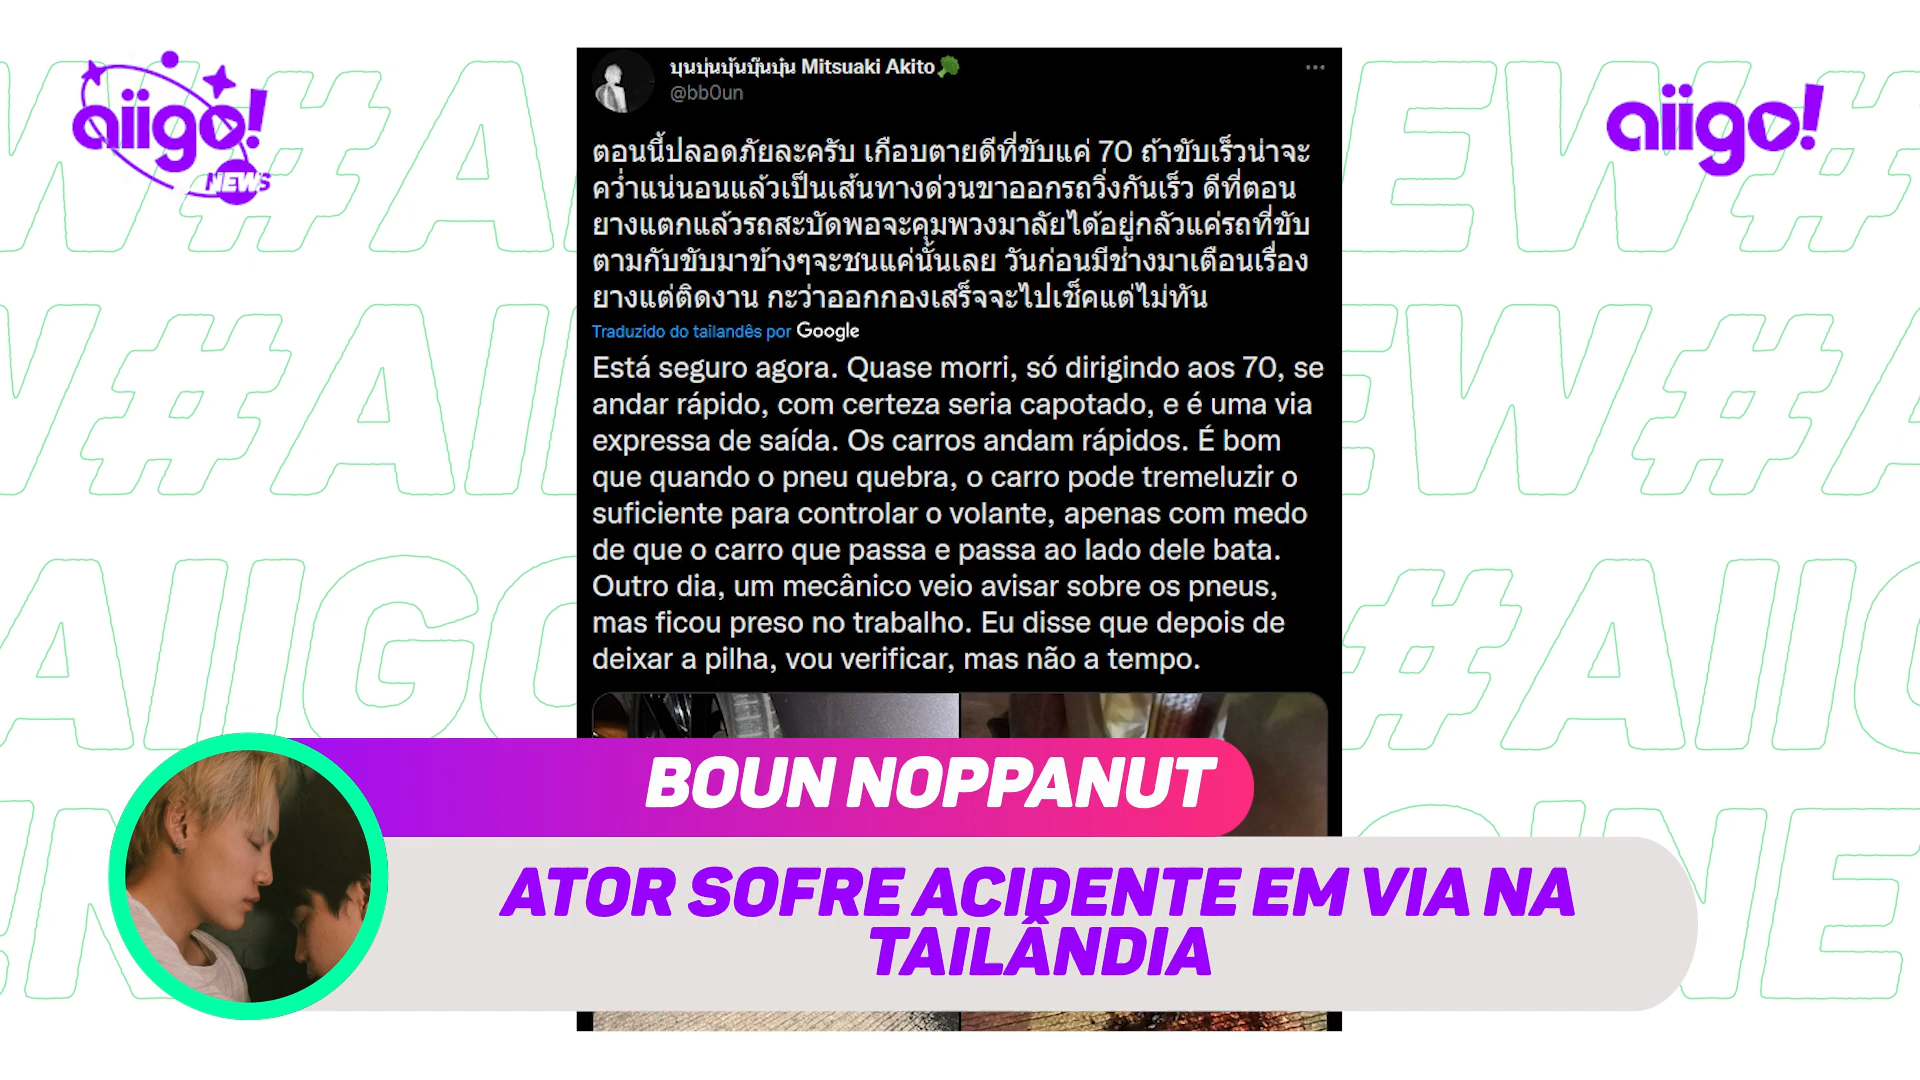 aiigo!
NEWS
aiigo!
บุนบุ่นบุ้นบุ๊นบุ๋น Mitsuaki Akito
@bb0un
ตอนนี้ปลอดภัยละครับ เกือบตายดีที่ขับแค่ 70 ถ้าขับเร็วน่าจะ
คว่ำแน่นอนแล้วเป็นเส้นทางด่วนขาออกรถวิ่งกันเร็ว ดีที่ตอน
ยางแตกแล้วรถสะบัดพอจะคุมพวงมาลัยได้อยู่กลัวแค่รถที่ขับ
ตามกับขับมาข้างๆจะชนแค่นั้นเลย วันก่อนมีช่างมาเตือนเรื่อง
ยางแต่ติดงาน กะว่าออกกองเสร็จจะไปเช็คแต่ไม่ทัน
Traduzido do tailandês por Google
Está seguro agora. Quase morri, só dirigindo aos 70, se
andar rápido, com certeza seria capotado, e é uma via
expressa de saída. Os carros andam rápidos. É bom
que quando o pneu quebra, o carro pode tremeluzir o
suficiente para controlar o volante, apenas com medo
de que o carro que passa e passa ao lado dele bata.
Outro dia, um mecânico veio avisar sobre os pneus,
mas ficou preso no trabalho. Eu disse que depois de
deixar a pilha, vou verificar, mas não a tempo.
BOUN NOPPANUT
ATOR SOFRE ACIDENTE EM VIA NA
TAILÂNDIA